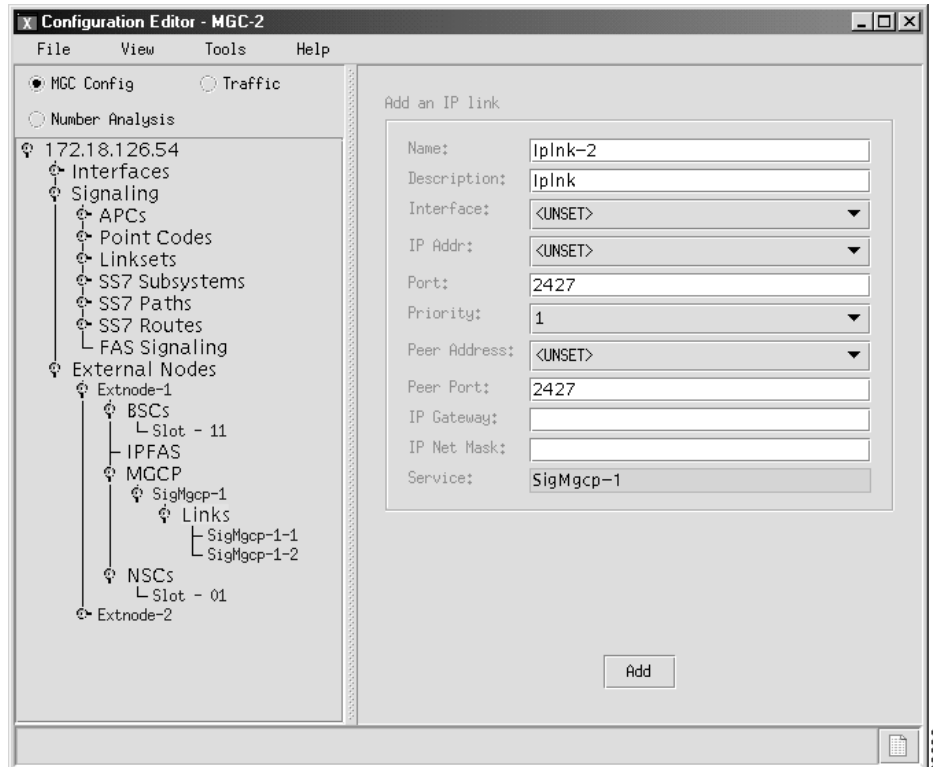 X Configuration Editor - MGC-2
File View Tools Help
MGC Config Traffic
Number Analysis
172.18.126.54
Interfaces
Signaling
APCs
Point Codes
Linksets
SS7 Subsystems
SS7 Paths
SS7 Routes
FAS Signaling
External Nodes
Extnode-1
BSCs
Slot - 11
IPFAS
MGCP
SigMgcp-1
Links
SigMgcp-1-1
SigMgcp-1-2
NSCs
Slot - 01
Extnode-2
Add an IP link
Name: Iplnk-2
Description: Iplnk
Interface: <UNSET>
IP Addr: <UNSET>
Port: 2427
Priority: 1
Peer Address: <UNSET>
Peer Port: 2427
IP Gateway:
IP Net Mask:
Service: SigMgcp-1
Add